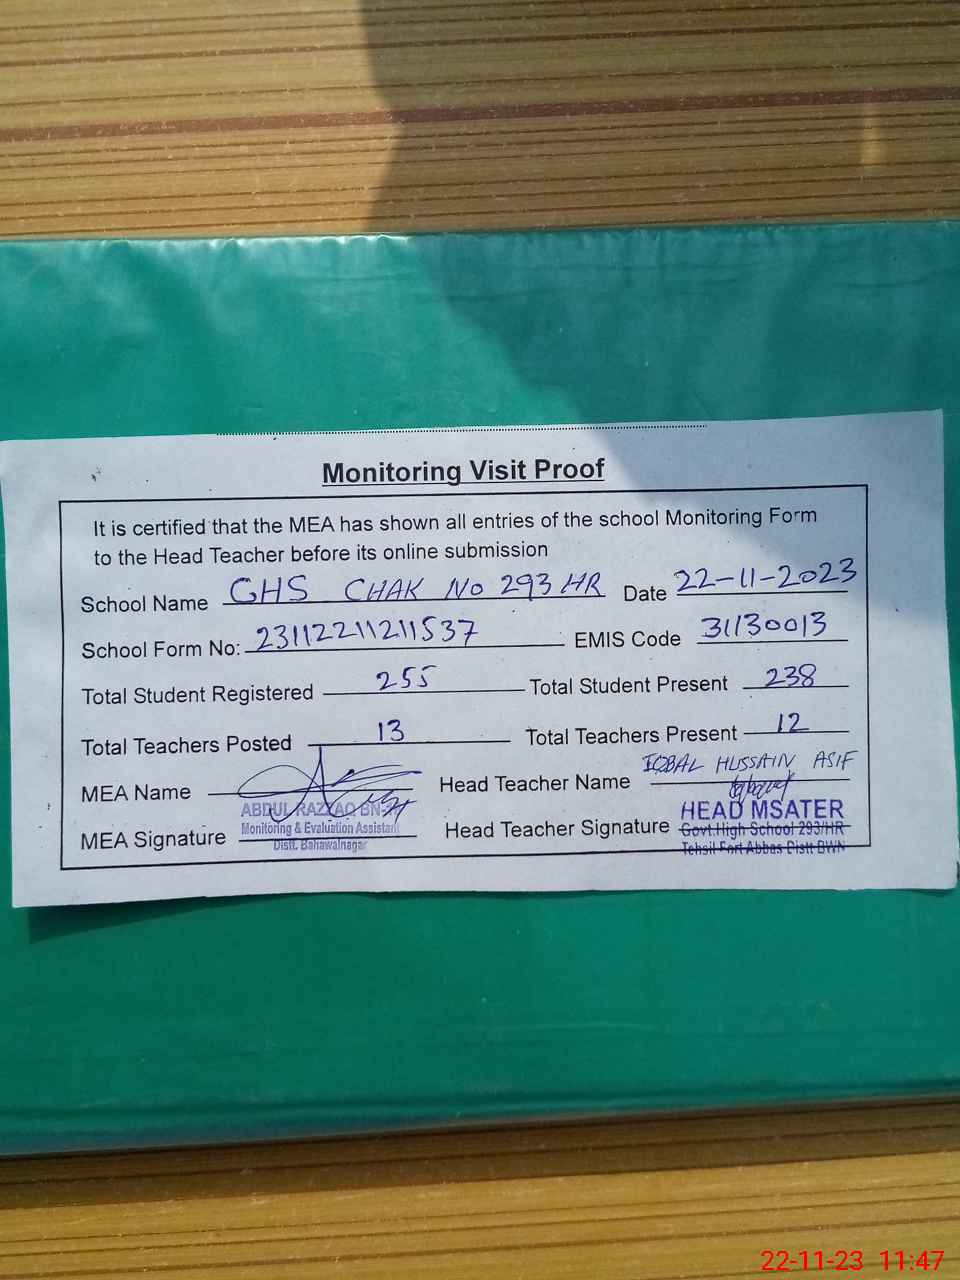 Monitoring Visit Proof
It is certified that the MEA has shown all entries of the school Monitoring Form
to the Head Teacher before its online submission
School Name GHS CHAK No 293 HR Date 22-11-2023
School Form No: 23112211211537 EMIS Code 31130013
Total Student Registered 255 Total Student Present 238
Total Teachers Posted 13 Total Teachers Present 12
MEA Name Head Teacher Name IQBAL HUSSAIN ASIF
ABDUL RAZZAQ
MEA Signature Monitoring & Evaluation Assistant
Distt. Bahawalnagar
Head Teacher Signature HEAD MSATER
Govt.High School 293/HR
Tehsil Fort Abbas Distt BWN
22-11-23 11:47